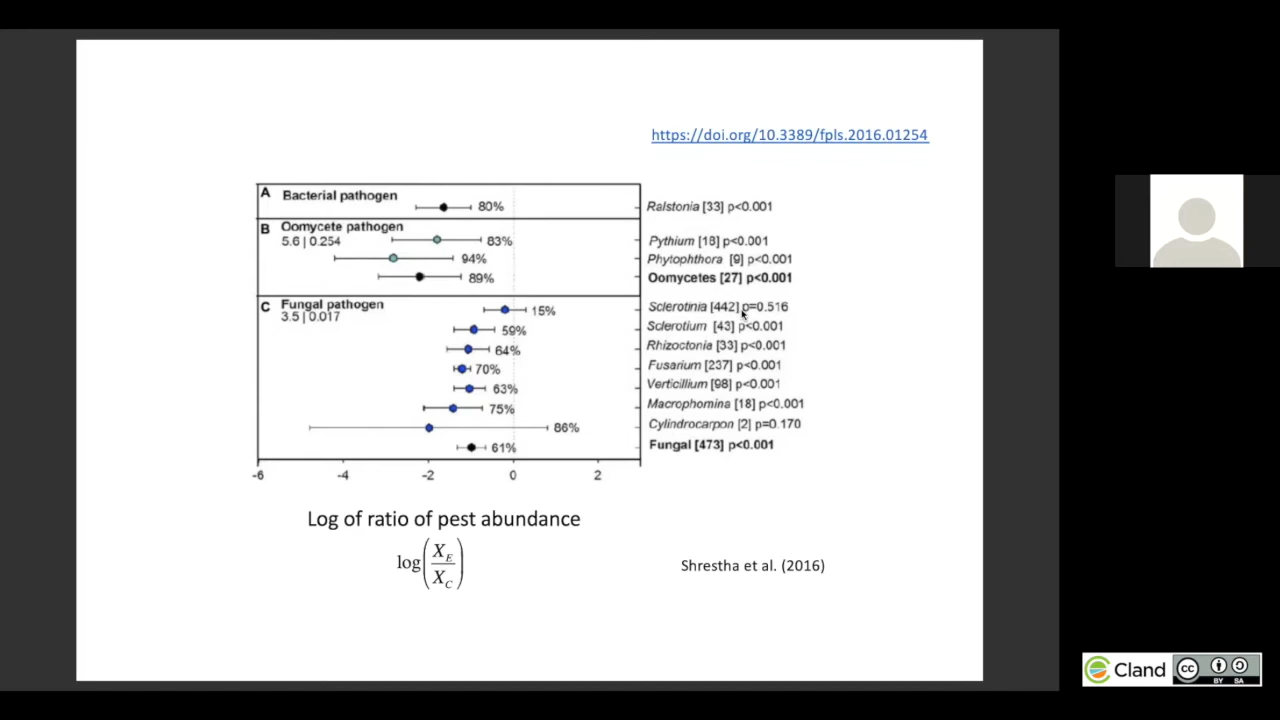 https://doi.org/10.3389/fpls.2016.01254
A Bacterial pathogen
80% Ralstonia [33] p<0.001
B Oomycete pathogen
5.6 | 0.254 83% Pythium [18] p<0.001
94% Phytophthora [9] p<0.001
89% Oomycetes [27] p<0.001
C Fungal pathogen
3.5 | 0.017
15% Sclerotinia [442] p=0.516
59% Sclerotium [43] p<0.001
64% Rhizoctonia [33] p<0.001
70% Fusarium [237] p<0.001
63% Verticillium [98] p<0.001
75% Macrophomina [18] p<0.001
86% Cylindrocarpon [2] p=0.170
61% Fungal [473] p<0.001
-6 -4 -2 0 2
Log of ratio of pest abundance
log(X_E/X_C)
Shrestha et al. (2016)
Cland cc BY SA